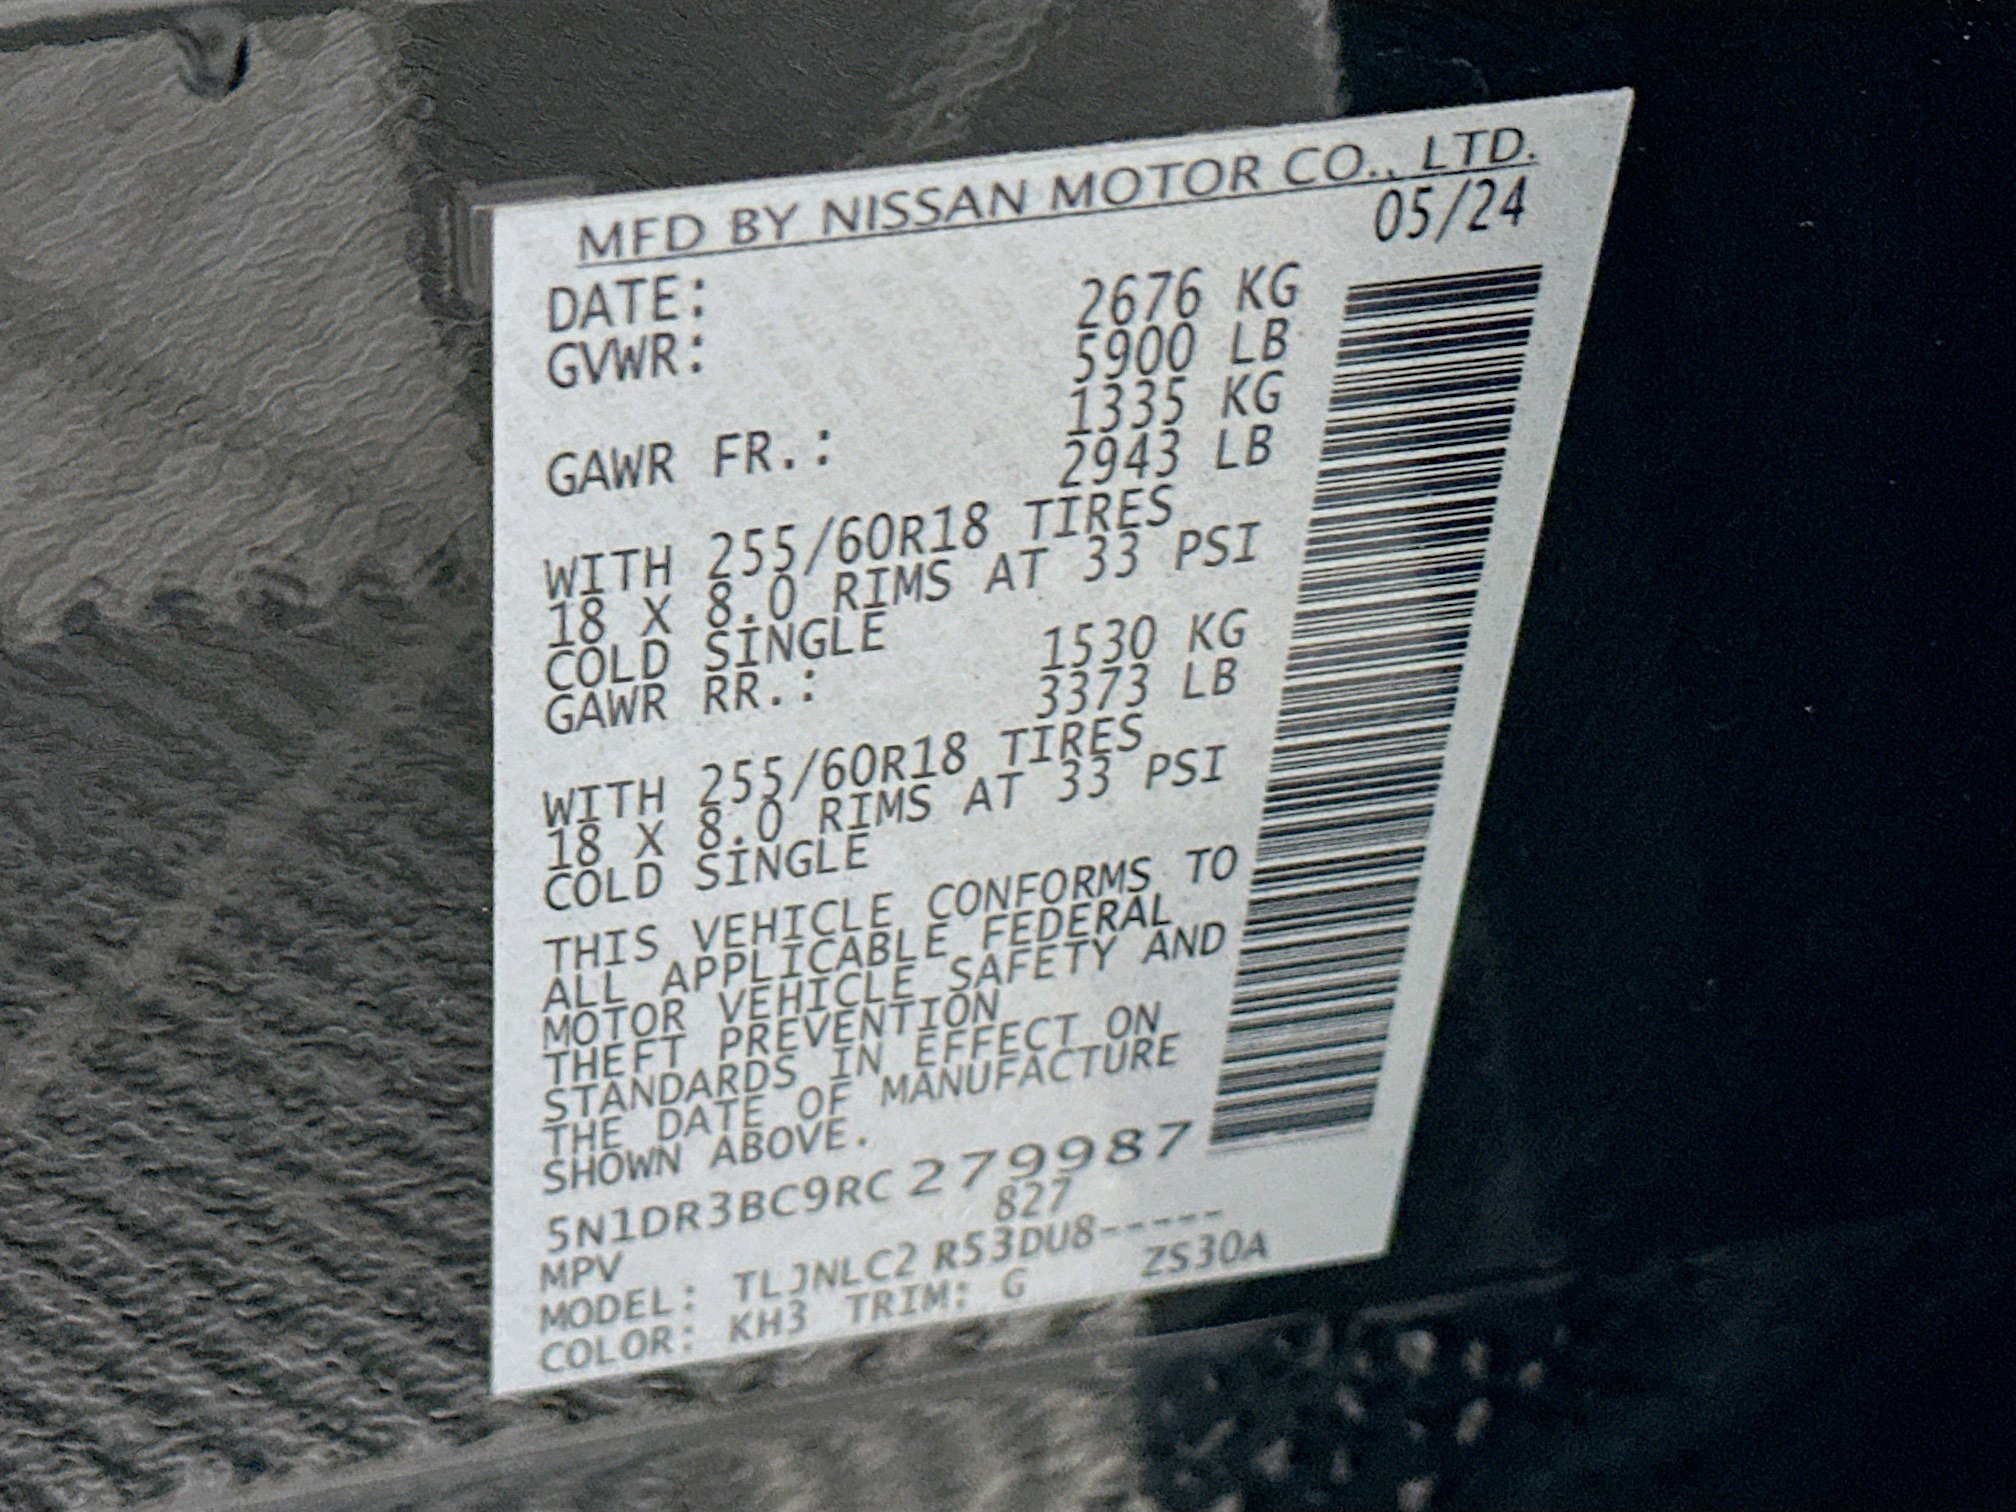 MFD BY NISSAN MOTOR CO., LTD.
DATE: 05/24
GVWR: 2676 KG
5900 LB
GAWR FR.: 1335 KG
2943 LB
WITH 255/60R18 TIRES
18 X 8.0 RIMS AT 33 PSI
COLD SINGLE
GAWR RR.: 1530 KG
3373 LB
WITH 255/60R18 TIRES
18 X 8.0 RIMS AT 33 PSI
COLD SINGLE
THIS VEHICLE CONFORMS TO
ALL APPLICABLE FEDERAL
MOTOR VEHICLE SAFETY AND
THEFT PREVENTION
STANDARDS IN EFFECT ON
THE DATE OF MANUFACTURE
SHOWN ABOVE.
5N1DR3BC9RC 279987
MPV 827
MODEL: TLJNLC2 R53DU8-----
COLOR: KH3 TRIM: G ZS30A